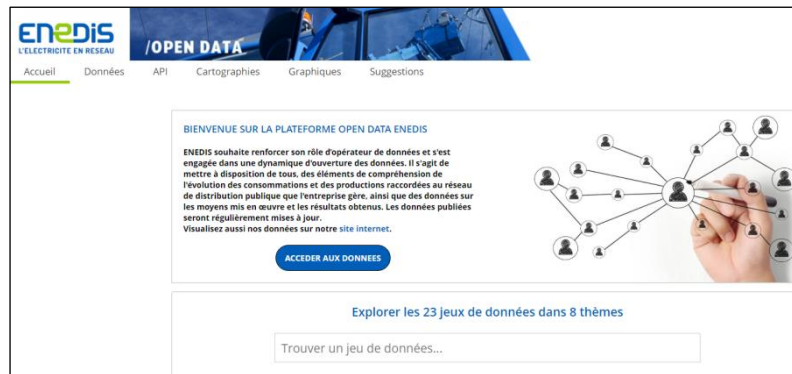 ENEDIS
L'ELECTRICITE EN RESEAU
/OPEN DATA
Accueil Données API Cartographies Graphiques Suggestions
BIENVENUE SUR LA PLATEFORME OPEN DATA ENEDIS
ENEDIS souhaite renforcer son rôle d'opérateur de données et s'est
engagée dans une dynamique d'ouverture des données. Il s'agit de
mettre à disposition de tous, des éléments de compréhension de
l'évolution des consommations et des productions raccordées au réseau
de distribution publique que l'entreprise gère, ainsi que des données sur
les moyens mis en œuvre et les résultats obtenus. Les données publiées
seront régulièrement mises à jour.
Visualisez aussi nos données sur notre site internet.
ACCEDER AUX DONNEES
Explorer les 23 jeux de données dans 8 thèmes
Trouver un jeu de données...